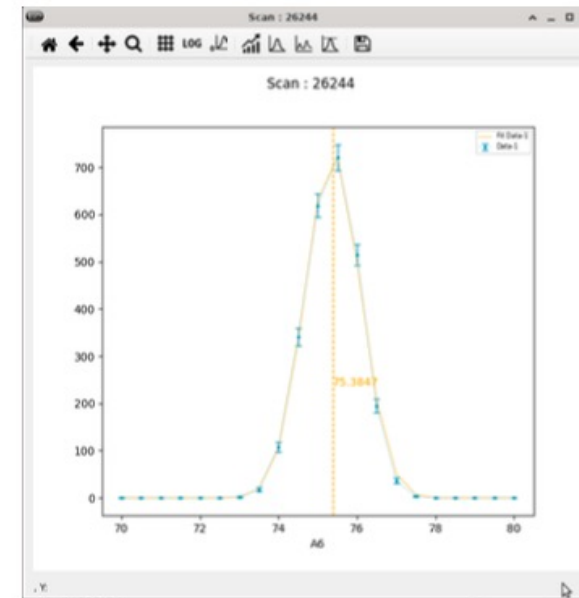 Scan : 26244
LOG
Scan : 26244
Fit Data-1
Data-1
700
600
500
400
300
200
100
0
75.3847
70 72 74 76 78 80
A6
, Y: